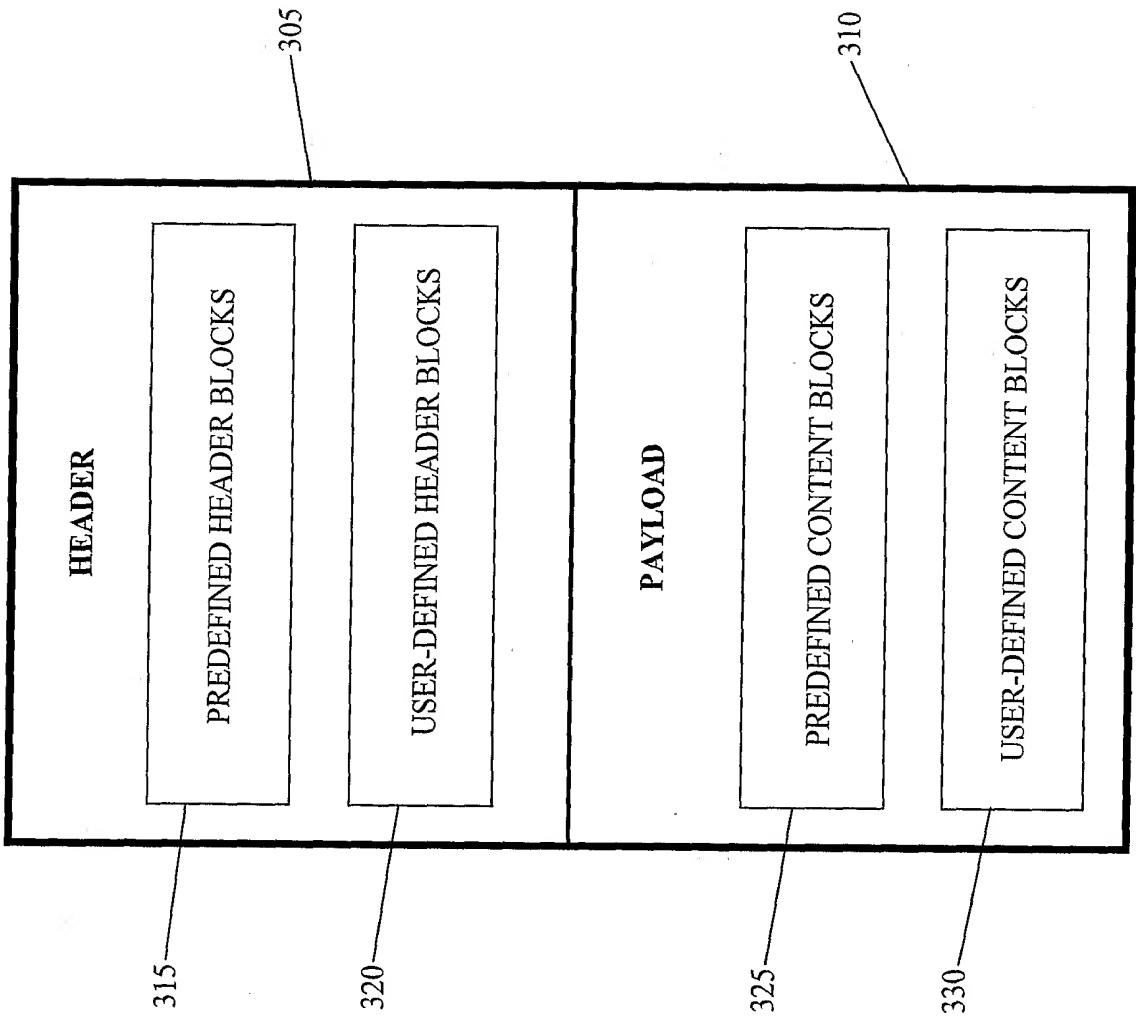 HEADER
305
PREDEFINED HEADER BLOCKS
315
USER-DEFINED HEADER BLOCKS
320
PAYLOAD
310
PREDEFINED CONTENT BLOCKS
325
USER-DEFINED CONTENT BLOCKS
330